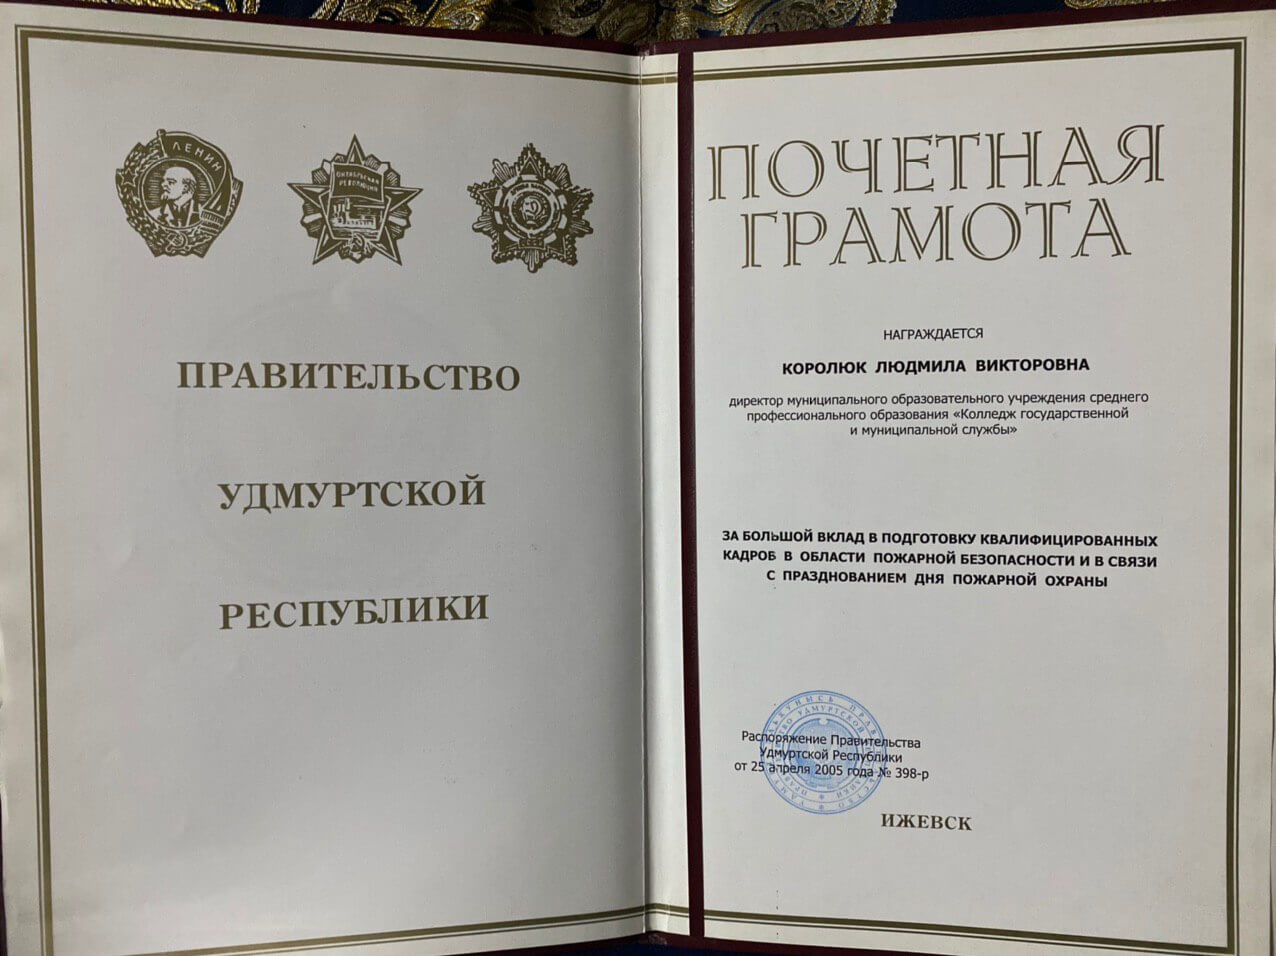 ЛЕНИН
ОКТЯБРЬСКАЯ
РЕВОЛЮЦИЯ
ПРАВИТЕЛЬСТВО
УДМУРТСКОЙ
РЕСПУБЛИКИ
ПОЧЕТНАЯ
ГРАМОТА
НАГРАЖДАЕТСЯ
КОРОЛЮК ЛЮДМИЛА ВИКТОРОВНА
директор муниципального образовательного учреждения среднего
профессионального образования «Колледж государственной
и муниципальной службы»
ЗА БОЛЬШОЙ ВКЛАД В ПОДГОТОВКУ КВАЛИФИЦИРОВАННЫХ
КАДРОВ В ОБЛАСТИ ПОЖАРНОЙ БЕЗОПАСНОСТИ И В СВЯЗИ
С ПРАЗДНОВАНИЕМ ДНЯ ПОЖАРНОЙ ОХРАНЫ
Распоряжение Правительства
Удмуртской Республики
от 25 апреля 2005 года № 398-р
ИЖЕВСК